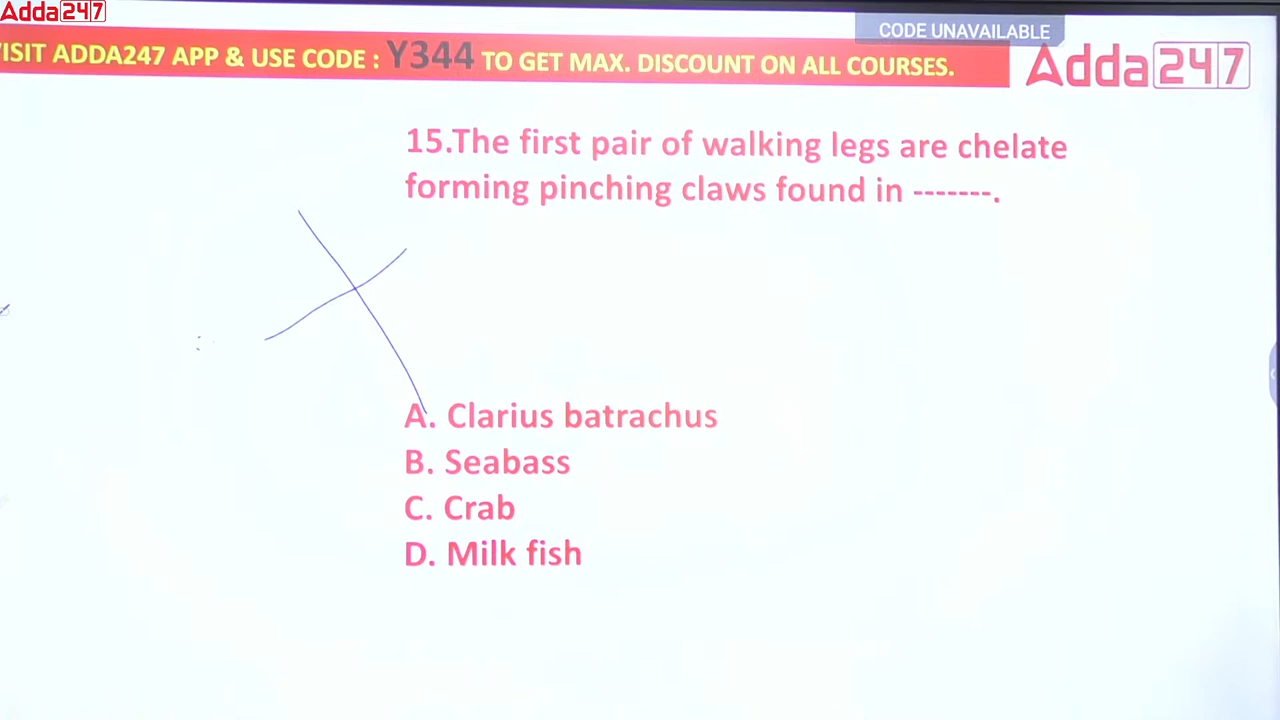 Adda247
CODE UNAVAILABLE
VISIT ADDA247 APP & USE CODE : Y344 TO GET MAX. DISCOUNT ON ALL COURSES.
Adda247
15.The first pair of walking legs are chelate
forming pinching claws found in -------.
A. Clarius batrachus
B. Seabass
C. Crab
D. Milk fish